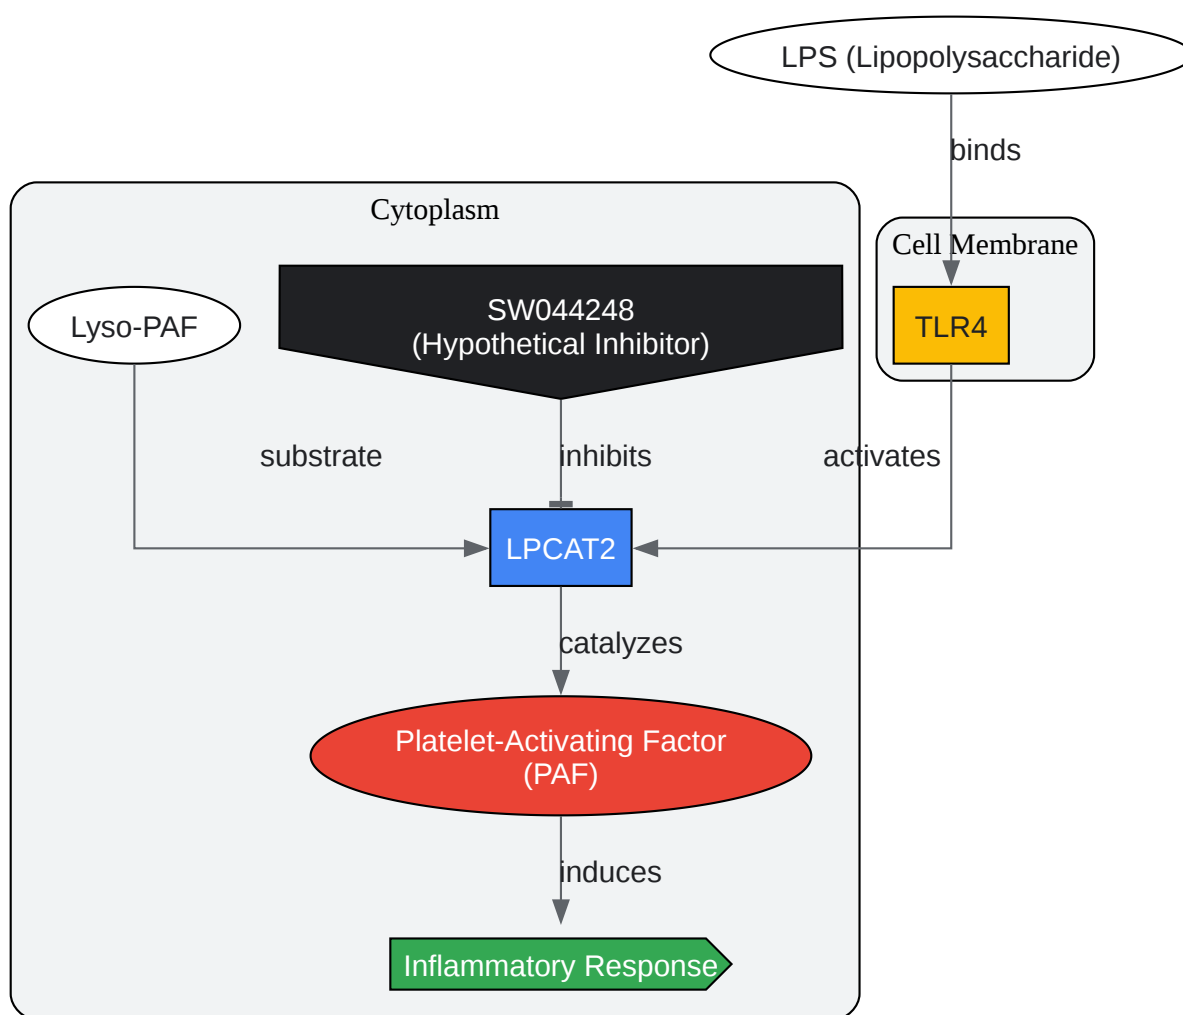 LPS (Lipopolysaccharide)
binds
Cytoplasm
Cell Membrane
Lyso-PAF
SW044248
(Hypothetical Inhibitor)
TLR4
substrate
inhibits
activates
LPCAT2
catalyzes
Platelet-Activating Factor
(PAF)
induces
Inflammatory Response